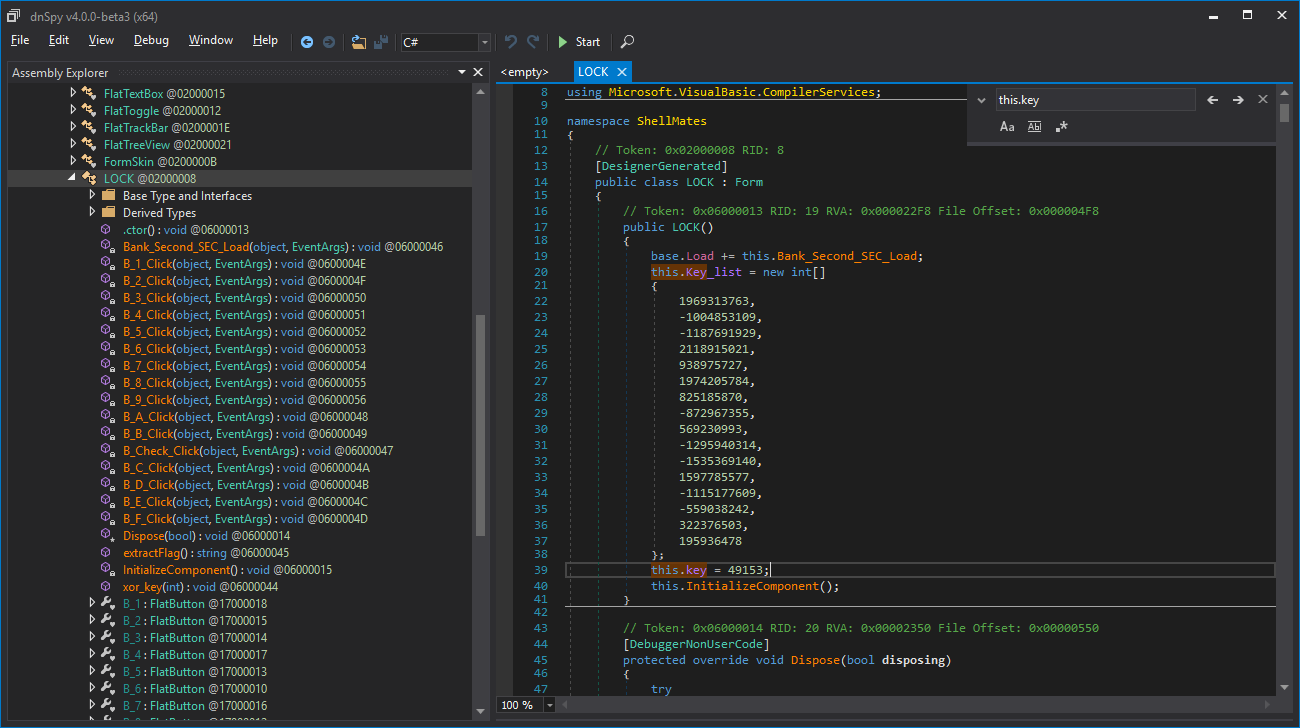 dnSpy v4.0.0-beta3 (x64)
File Edit View Debug Window Help C# Start
Assembly Explorer
FlatTextBox @02000015
FlatToggle @02000012
FlatTrackBar @0200001E
FlatTreeView @02000021
FormSkin @0200000B
LOCK @02000008
Base Type and Interfaces
Derived Types
.ctor() : void @06000013
Bank_Second_SEC_Load(object, EventArgs) : void @06000046
B_1_Click(object, EventArgs) : void @0600004E
B_2_Click(object, EventArgs) : void @0600004F
B_3_Click(object, EventArgs) : void @06000050
B_4_Click(object, EventArgs) : void @06000051
B_5_Click(object, EventArgs) : void @06000052
B_6_Click(object, EventArgs) : void @06000053
B_7_Click(object, EventArgs) : void @06000054
B_8_Click(object, EventArgs) : void @06000055
B_9_Click(object, EventArgs) : void @06000056
B_A_Click(object, EventArgs) : void @06000048
B_B_Click(object, EventArgs) : void @06000049
B_Check_Click(object, EventArgs) : void @06000047
B_C_Click(object, EventArgs) : void @0600004A
B_D_Click(object, EventArgs) : void @0600004B
B_E_Click(object, EventArgs) : void @0600004C
B_F_Click(object, EventArgs) : void @0600004D
Dispose(bool) : void @06000014
extractFlag() : string @06000045
InitializeComponent() : void @06000015
xor_key(int) : void @06000044
B_1 : FlatButton @17000018
B_2 : FlatButton @17000015
B_3 : FlatButton @17000014
B_4 : FlatButton @17000017
B_5 : FlatButton @17000013
B_6 : FlatButton @17000010
B_7 : FlatButton @17000016
<empty> LOCK
this.key
Aa Ab .*
8 using Microsoft.VisualBasic.CompilerServices;
9
10 namespace ShellMates
11 {
12 // Token: 0x02000008 RID: 8
13 [DesignerGenerated]
14 public class LOCK : Form
15 {
16 // Token: 0x06000013 RID: 19 RVA: 0x000022F8 File Offset: 0x000004F8
17 public LOCK()
18 {
19 base.Load += this.Bank_Second_SEC_Load;
20 this.Key_list = new int[]
21 {
22 1969313763,
23 -1004853109,
24 -1187691929,
25 2118915021,
26 938975727,
27 1974205784,
28 825185870,
29 -872967355,
30 569230993,
31 -1295940314,
32 -1535369140,
33 1597785577,
34 -1115177609,
35 -559038242,
36 322376503,
37 195936478
38 };
39 this.key = 49153;
40 this.InitializeComponent();
41 }
42
43 // Token: 0x06000014 RID: 20 RVA: 0x00002350 File Offset: 0x00000550
44 [DebuggerNonUserCode]
45 protected override void Dispose(bool disposing)
46 {
47 try
100 %